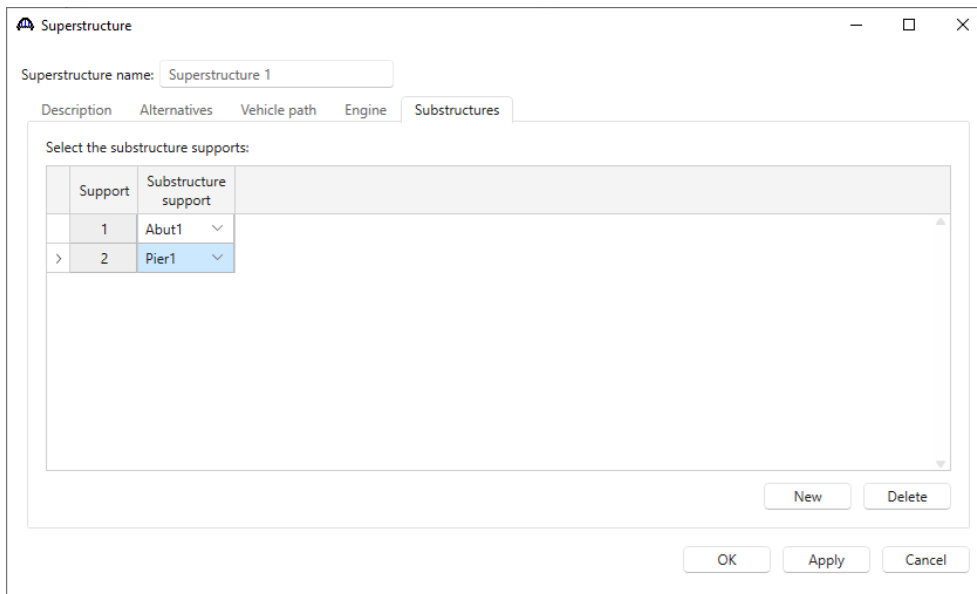 Superstructure
Superstructure name: Superstructure 1
Description Alternatives Vehicle path Engine Substructures
Select the substructure supports:
Support Substructure support
1 Abut1
2 Pier1
New Delete
OK Apply Cancel